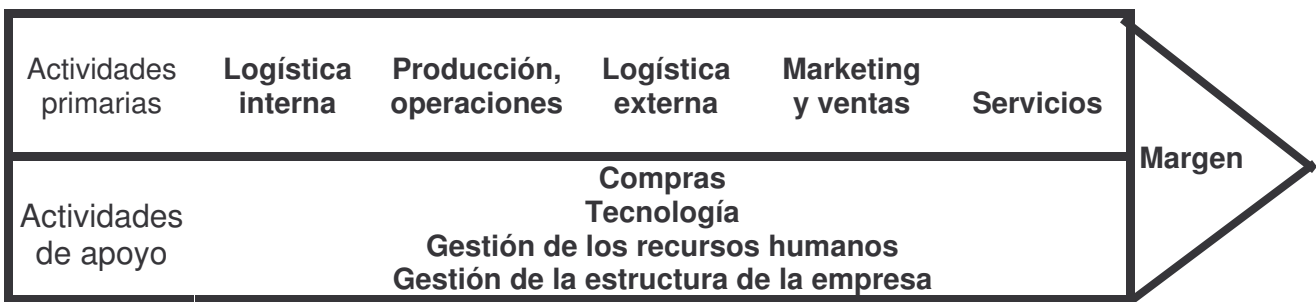 Actividades
primarias
Logística
interna
Producción,
operaciones
Logística
externa
Marketing
y ventas
Servicios
Margen
Actividades
de apoyo
Compras
Tecnología
Gestión de los recursos humanos
Gestión de la estructura de la empresa